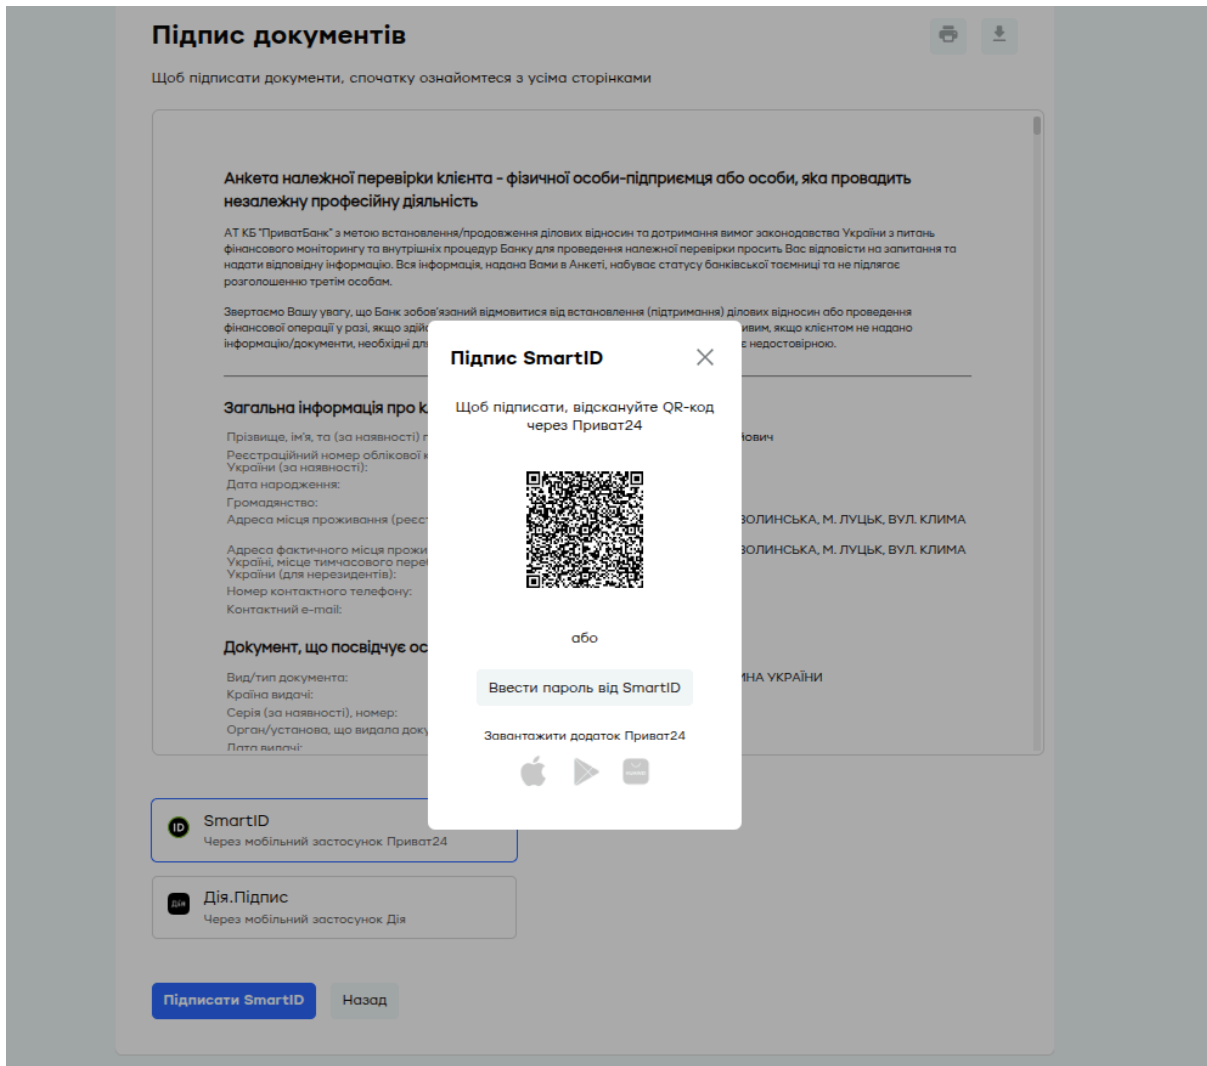 Підпис документів
Щоб підписати документи, спочатку ознайомтеся з усіма сторінками
Анкета належної перевірки клієнта - фізичної особи-підприємця або особи, яка провадить
незалежну професійну діяльність
АТ КБ "ПриватБанк" з метою встановлення/продовження ділових відносин та дотримання вимог законодавства України з питань
фінансового моніторингу та внутрішніх процедур Банку для проведення належної перевірки просить Вас відповісти на запитання та
надати відповідну інформацію. Вся інформація, надана Вами в Анкеті, набуває статусу банківської таємниці та не підлягає
розголошенню третім особам.
Звертаємо Вашу увагу, що Банк зобов'язаний відмовитися від встановлення (підтримання) ділових відносин або проведення
фінансової операції у разі, якщо здій ивим, якщо клієнтом не надано
інформацію/документи, необхідні для є недостовірною.
Підпис SmartID
Щоб підписати, відскануйте QR-код
через Приват24
або
Ввести пароль від SmartID
Завантажити додаток Приват24
HUAWEI
Загальна інформація про к
Прізвище, ім'я, та (за наявності) п йович
Реєстраційний номер облікової к
України (за наявності):
Дата народження:
Громадянство:
Адреса місця проживання (реєст ВОЛИНСЬКА, М. ЛУЦЬК, ВУЛ. КЛИМА
Адреса фактичного місця прожи ВОЛИНСЬКА, М. ЛУЦЬК, ВУЛ. КЛИМА
Україні, місце тимчасового переб
України (для нерезидентів):
Номер контактного телефону:
Контактний e-mail:
Документ, що посвідчує ос
Вид/тип документа: ИНА УКРАЇНИ
Країна видачі:
Серія (за наявності), номер:
Орган/установа, що видала доку
Дата видачі:
ID SmartID
Через мобільний застосунок Приват24
Дія Дія.Підпис
Через мобільний застосунок Дія
Підписати SmartID Назад